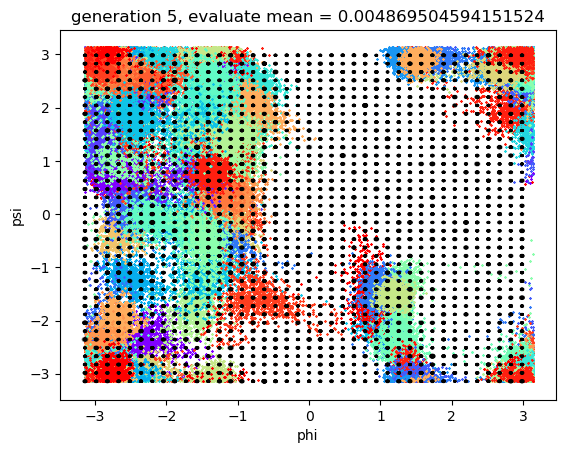 generation 5, evaluate mean = 0.004869504594151524
3
2
1
0
−1
−2
−3
psi
−3 −2 −1 0 1 2 3
phi